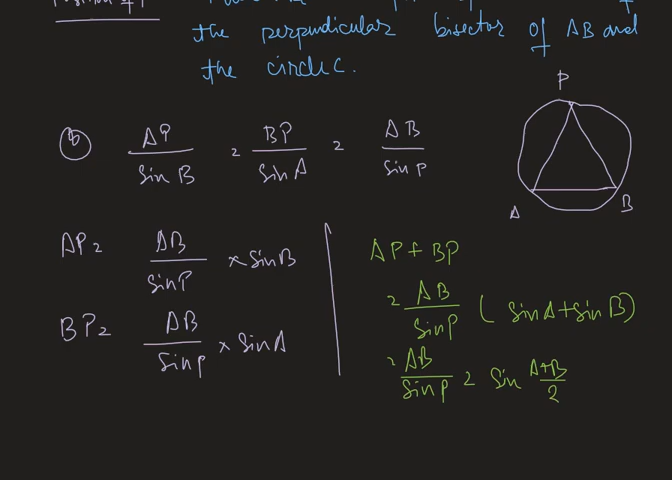 the perpendicular bisector of AB and
the circle C.
P
(b) AP/Sin B = BP/Sin A = AB/Sin P
A B
AP = AB/Sin P × Sin B
BP = AB/Sin P × Sin A
AP + BP
= AB/Sin P (Sin A + Sin B)
= AB/Sin P 2 Sin (A+B)/2